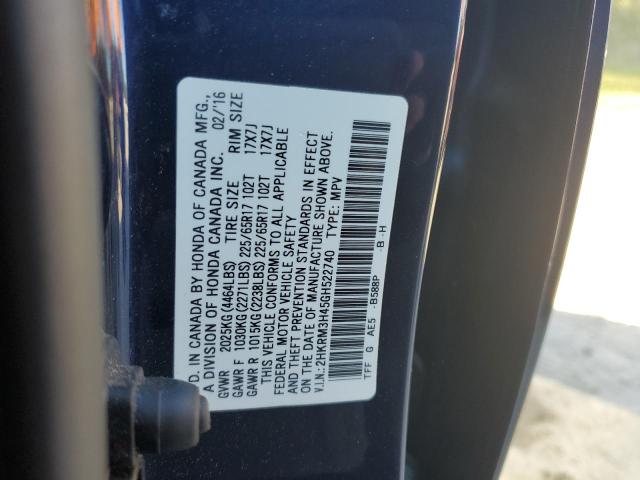 D. IN CANADA BY HONDA OF CANADA MFG.,
A DIVISION OF HONDA CANADA INC. 02/'16
GVWR 2025KG (4464LBS) TIRE SIZE RIM SIZE
GAWR F 1030KG (2271LBS) 225/65R17 102T 17X7J
GAWR R 1015KG (2238LBS) 225/65R17 102T 17X7J
THIS VEHICLE CONFORMS TO ALL APPLICABLE
FEDERAL MOTOR VEHICLE SAFETY
AND THEFT PREVENTION STANDARDS IN EFFECT
ON THE DATE OF MANUFACTURE SHOWN ABOVE.
V.I.N.: 2HKRM3H45GH522740 TYPE: MPV
TFF G AE5 -B588P -B-H